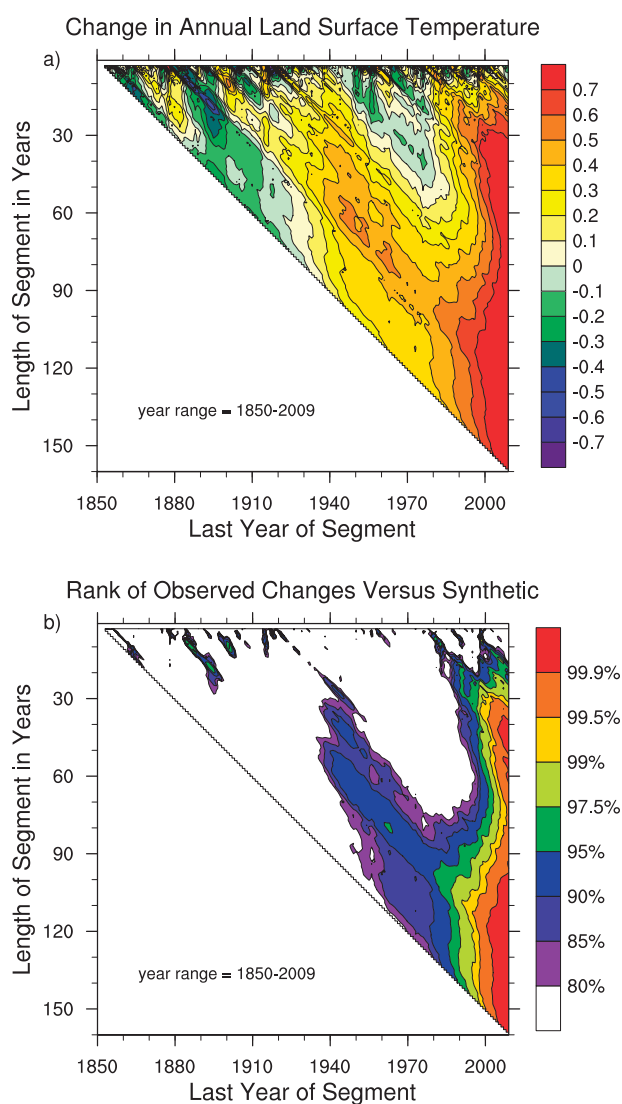 Change in Annual Land Surface Temperature
a)
Length of Segment in Years
30
60
90
120
150
year range = 1850-2009
1850 1880 1910 1940 1970 2000
Last Year of Segment
0.7
0.6
0.5
0.4
0.3
0.2
0.1
0
-0.1
-0.2
-0.3
-0.4
-0.5
-0.6
-0.7
Rank of Observed Changes Versus Synthetic
b)
Length of Segment in Years
30
60
90
120
150
year range = 1850-2009
1850 1880 1910 1940 1970 2000
Last Year of Segment
99.9%
99.5%
99%
97.5%
95%
90%
85%
80%